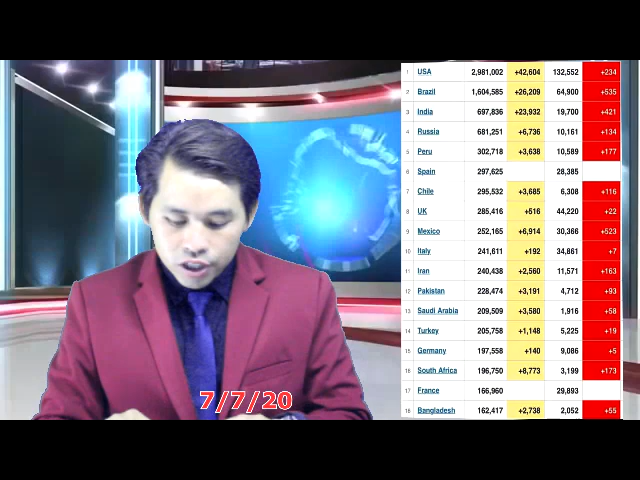 1 USA 2,981,002 +42,604 132,552 +234
2 Brazil 1,604,585 +26,209 64,900 +535
3 India 697,836 +23,932 19,700 +421
4 Russia 681,251 +6,736 10,161 +134
5 Peru 302,718 +3,638 10,589 +177
6 Spain 297,625 28,385
7 Chile 295,532 +3,685 6,308 +116
8 UK 285,416 +516 44,220 +22
9 Mexico 252,165 +6,914 30,366 +523
10 Italy 241,611 +192 34,861 +7
11 Iran 240,438 +2,560 11,571 +163
12 Pakistan 228,474 +3,191 4,712 +93
13 Saudi Arabia 209,509 +3,580 1,916 +58
14 Turkey 205,758 +1,148 5,225 +19
15 Germany 197,558 +140 9,086 +5
16 South Africa 196,750 +8,773 3,199 +173
17 France 166,960 29,893
18 Bangladesh 162,417 +2,738 2,052 +55
7/7/20